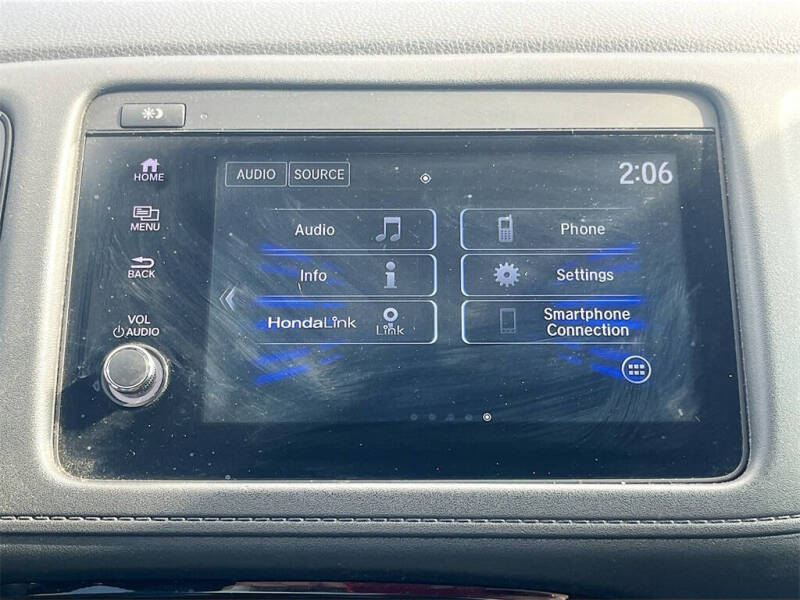 HOME
MENU
BACK
VOL
AUDIO
AUDIO SOURCE
2:06
Audio
Phone
Info
Settings
HondaLink
Link
Smartphone
Connection